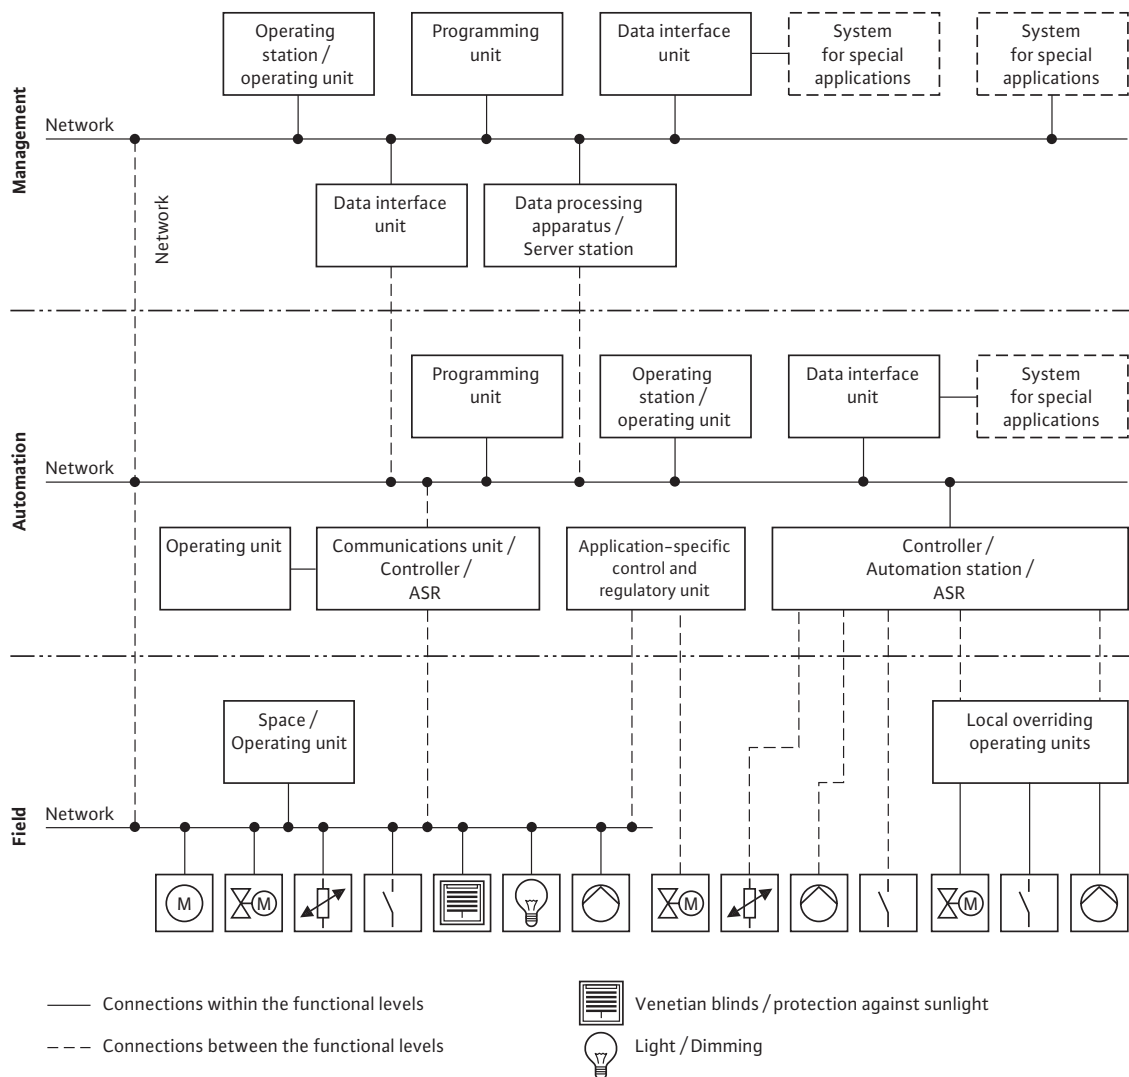 Operating
station /
operating unit
Programming
unit
Data interface
unit
System
for special
applications
System
for special
applications
Management
Network
Network
Data interface
unit
Data processing
apparatus /
Server station
Programming
unit
Operating
station /
operating unit
Data interface
unit
System
for special
applications
Automation
Network
Operating unit
Communications unit /
Controller /
ASR
Application-specific
control and
regulatory unit
Controller /
Automation station /
ASR
Space /
Operating unit
Local overriding
operating units
Field
Network
M
M
M
M
Connections within the functional levels
Venetian blinds / protection against sunlight
Connections between the functional levels
Light / Dimming